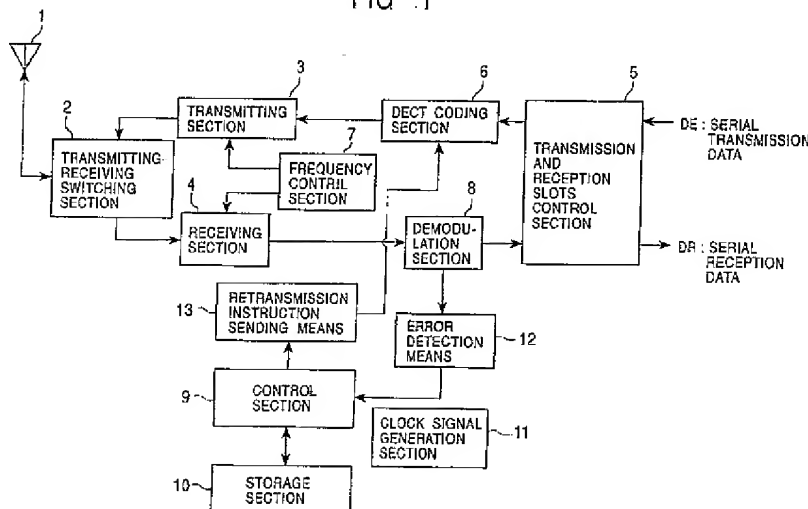 FIG. 1
1
3
6
5
TRANSMITTING
SECTION
DECT CODING
SECTION
DE : SERIAL
TRANSMISSION
DATA
2
7
TRANSMITTING-
RECEIVING
SWITCHING
SECTION
FREQUENCY
CONTRIL
SECTION
TRANSMISSION
AND
RECEPTION
SLOTS
CONTROL
SECTION
4
8
RECEIVING
SECTION
DEMODU-
LATION
SECTION
DR : SERIAL
RECEPTION
DATA
13
RETRANSMISSION
INSTRUCTION
SENDING MEANS
ERROR
DETECTION
MEANS
12
9
CONTROL
SECTION
CLOCK SIGNAL
GENERATION
SECTION
11
10
STORAGE
SECTION